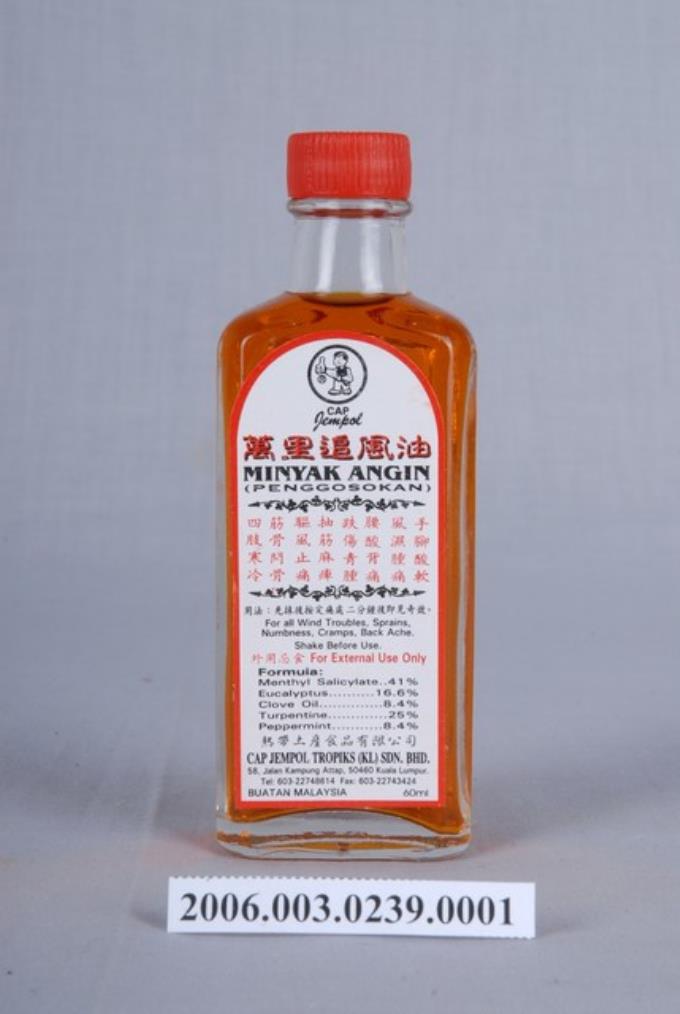 CAP
Jempol
萬里追風油
MINYAK ANGIN
(PENGGOSOKAN)
四筋驅抽跌腰風手
肢骨風筋傷酸濕腳
寒問止麻青背腫酸
冷骨痛痺腫痛痛軟
用法：先抹後按定痛處二分鐘後即見奇效。
For all Wind Troubles, Sprains,
Numbness, Cramps, Back Ache.
Shake Before Use.
外用忌食 For External Use Only
Formula:
Menthyl Salicylate..41%
Eucalyptus..........16.6%
Clove Oil..............8.4%
Turpentine.............25%
Peppermint...........8.4%
熱帶土產食品有限公司
CAP JEMPOL TROPIKS (KL) SDN. BHD.
58, Jalan Kampung Attap, 50460 Kuala Lumpur.
Tel: 603-22748614 Fax: 603-22743424
BUATAN MALAYSIA 60ml
2006.003.0239.0001